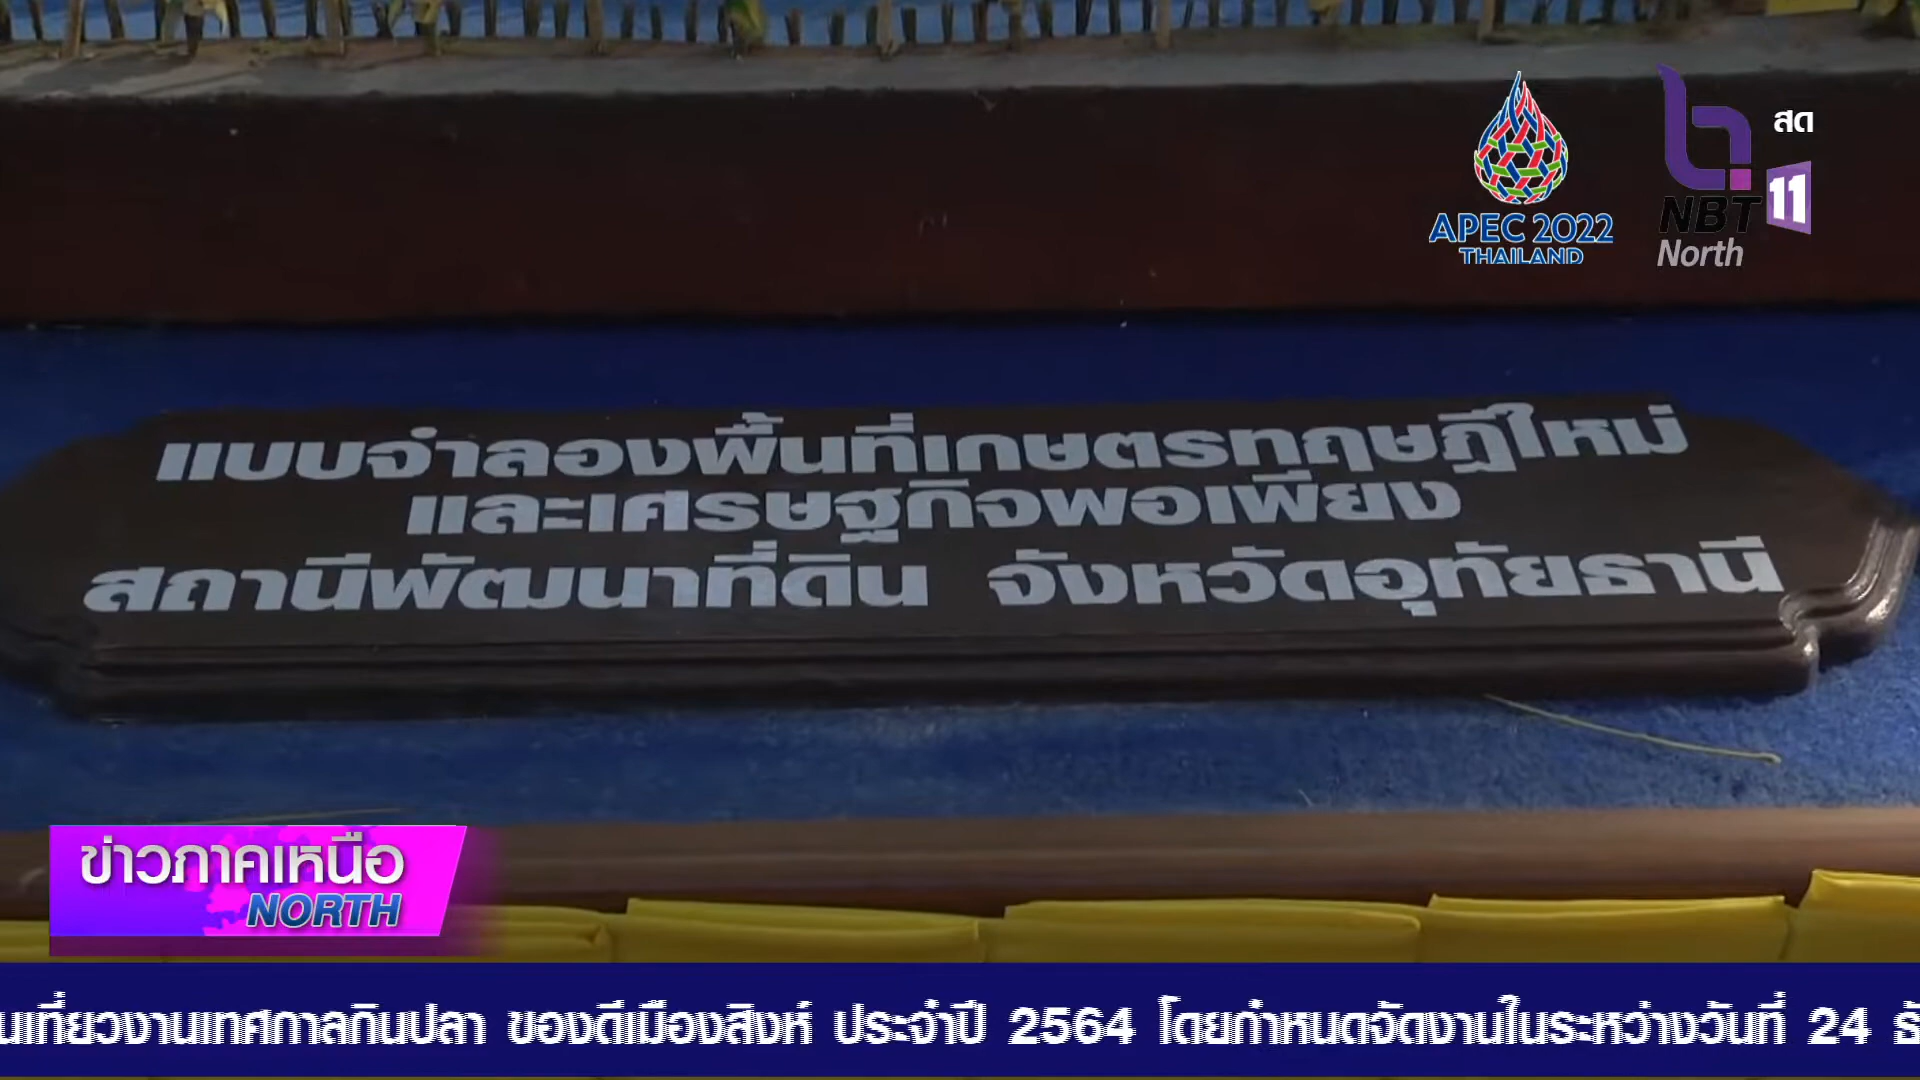 APEC 2022
THAILAND
สด
NBT
11
North
แบบจำลองพื้นที่เกษตรทฤษฎีใหม่
และเศรษฐกิจพอเพียง
สถานีพัฒนาที่ดิน จังหวัดอุทัยธานี
ข่าวภาคเหนือ
NORTH
นเที่ยวงานเทศกาลกินปลา ของดีเมืองสิงห์ ประจำปี 2564 โดยกำหนดจัดงานในระหว่างวันที่ 24 ธั